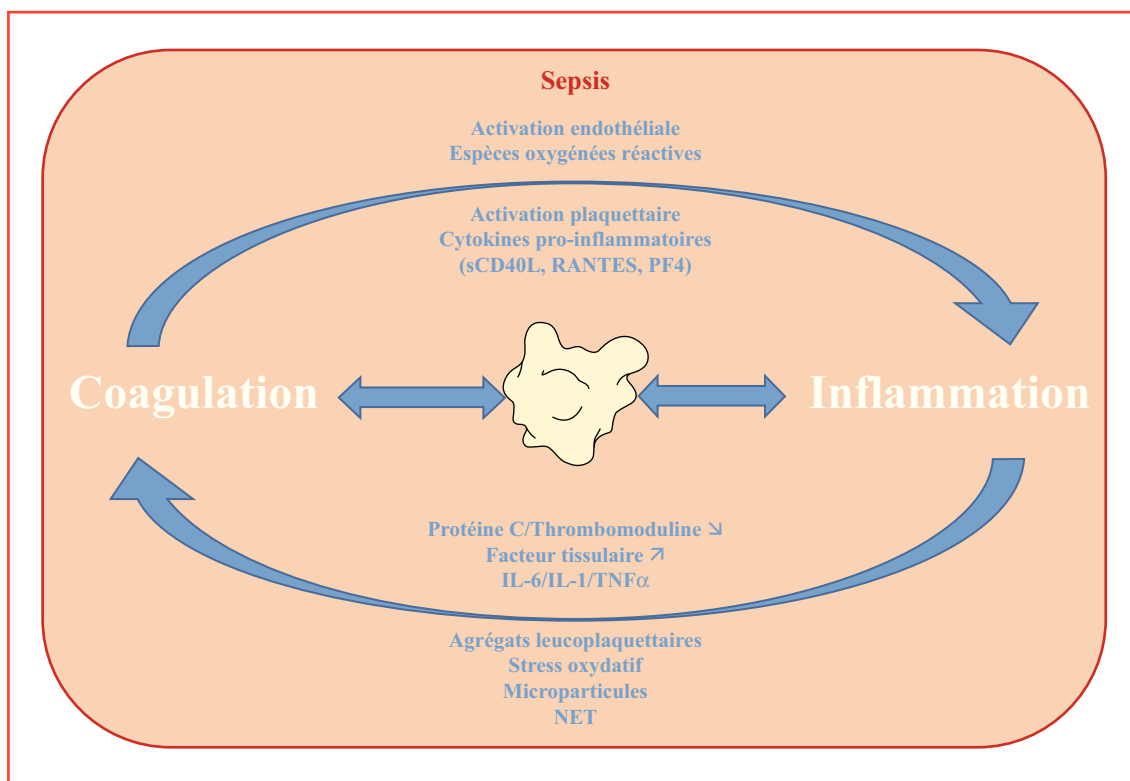 Sepsis
Activation endothéliale
Espèces oxygénées réactives
Activation plaquettaire
Cytokines pro-inflammatoires
(sCD40L, RANTES, PF4)
Coagulation
Inflammation
Protéine C/Thrombomoduline ↘
Facteur tissulaire ↗
IL-6/IL-1/TNFα
Agrégats leucoplaquettaires
Stress oxydatif
Microparticules
NET